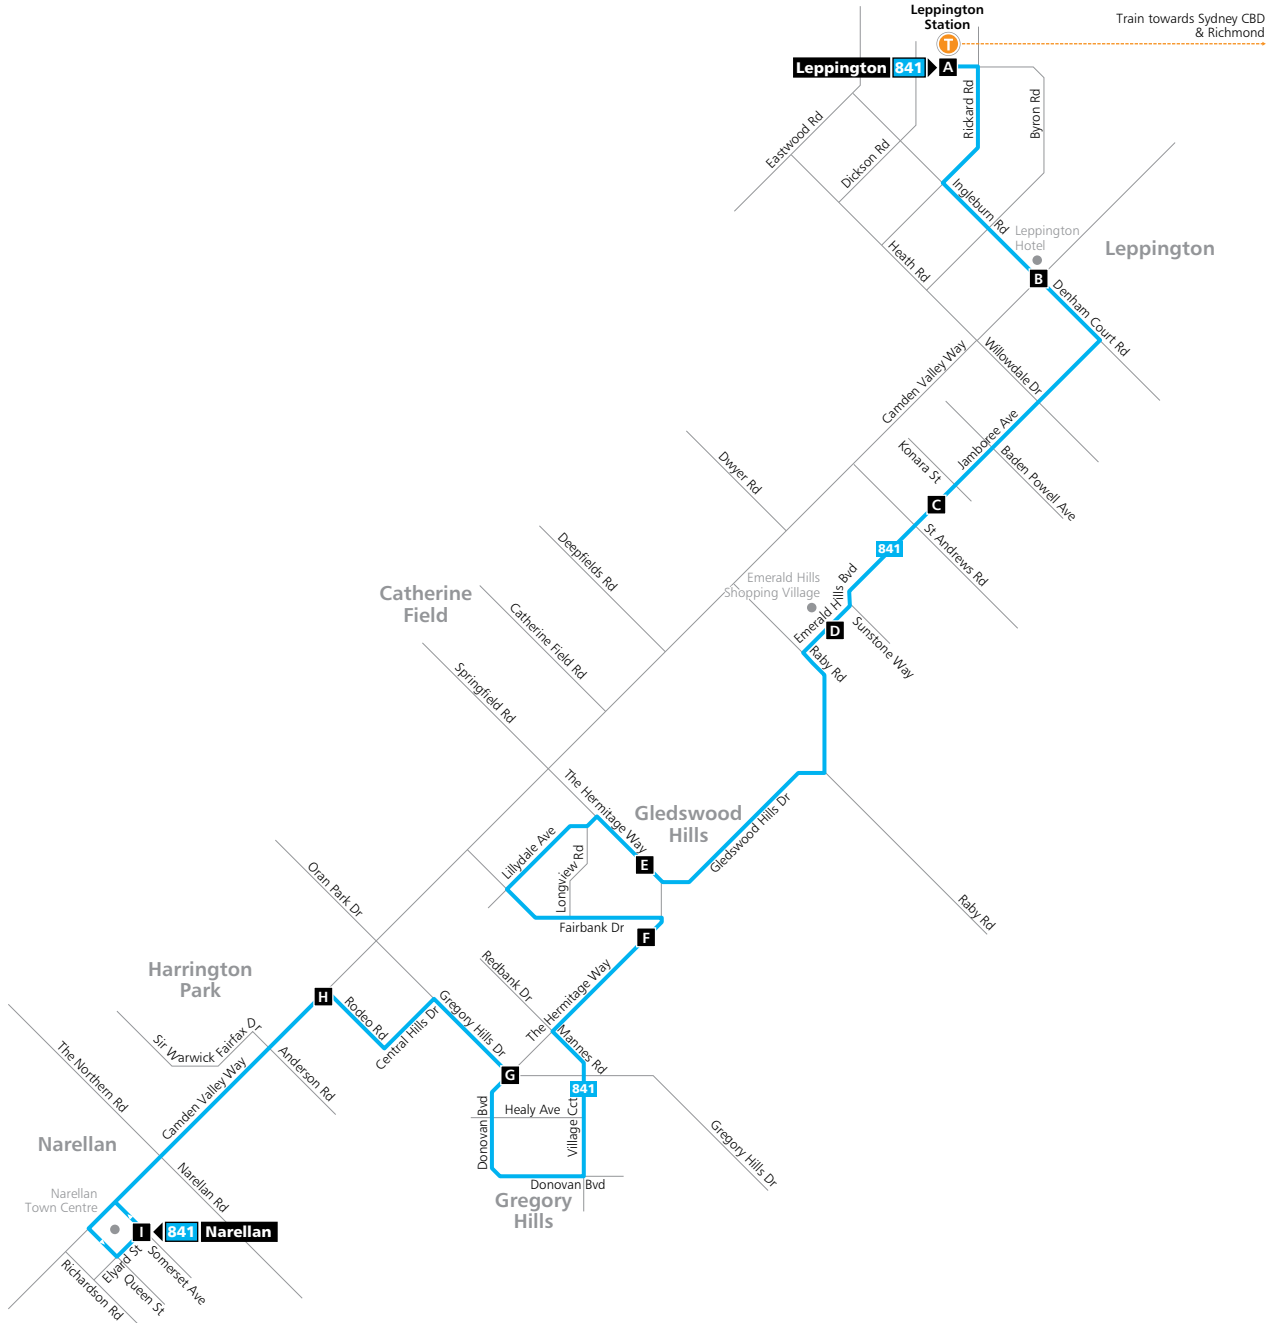 Leppington
Station
T
Train towards Sydney CBD
& Richmond
Leppington 841 A
Rickard Rd
Byron Rd
Eastwood Rd
Dickson Rd
Ingleburn Rd
Leppington
Hotel
Leppington
Heath Rd
B
Denham Court Rd
Camden Valley Way
Willowdale Dr
Jamboree Ave
Konara St
Baden Powell Ave
Dwyer Rd
C
St Andrews Rd
841
Deepfields Rd
Emerald Hills
Shopping Village
Emerald Hills Bvd
D
Sunstone Way
Raby Rd
Catherine
Field
Catherine Field Rd
Springfield Rd
The Hermitage Way
Gledswood
Hills
Gledswood Hills Dr
Lillydale Ave
Longview Rd
E
Raby Rd
Oran Park Dr
Fairbank Dr
F
Redbank Dr
The Hermitage Way
Harrington
Park
H
Rodeo Rd
Central Hills Dr
Gregory Hills Dr
Mannes Rd
Sir Warwick Fairfax Dr
Anderson Rd
The Northern Rd
Camden Valley Way
G
841
Healy Ave
Donovan Bvd
Village Cct
Gregory Hills Dr
Donovan Bvd
Gregory
Hills
Narellan
Narellan Rd
Narellan
Town Centre
I 841 Narellan
Elyard St
Somerset Ave
Queen St
Richardson Rd